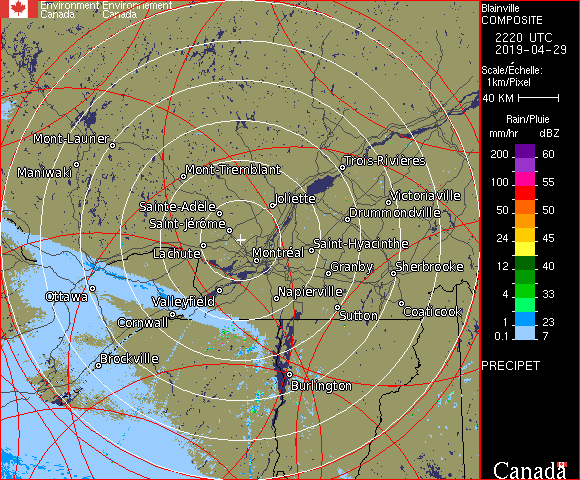 Environment Environnement
Canada Canada
Blainville
COMPOSITE
2220 UTC
2019-04-29
Scale/Échelle:
1km/Pixel
40 KM
Rain/Pluie
mm/hr dBZ
200 60
100 55
50 50
24 45
12 40
4 33
1 23
0.1 7
PRECIPET
Mont-Laurier
Maniwaki
Mont-Tremblant
Trois-Rivières
Sainte-Adèle
Joliette
Victoriaville
Saint-Jérôme
Drummondville
Lachute
Montréal
Saint-Hyacinthe
Granby
Sherbrooke
Ottawa
Valleyfield
Napierville
Cornwall
Sutton
Coaticook
Brockville
Burlington
Canada